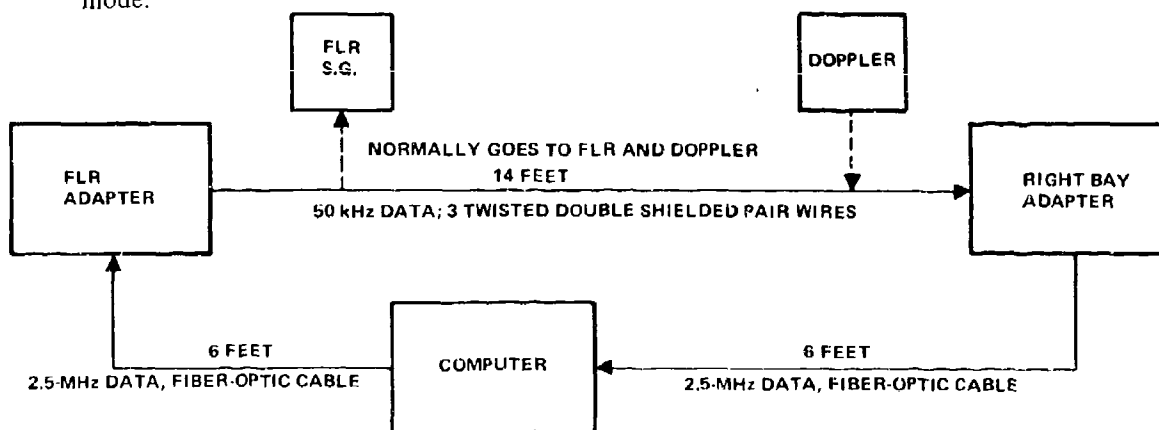 mode.
FLR
S.G.
DOPPLER
NORMALLY GOES TO FLR AND DOPPLER
14 FEET
50 kHz DATA; 3 TWISTED DOUBLE SHIELDED PAIR WIRES
FLR
ADAPTER
RIGHT BAY
ADAPTER
6 FEET
2.5-MHz DATA, FIBER-OPTIC CABLE
COMPUTER
6 FEET
2.5-MHz DATA, FIBER-OPTIC CABLE